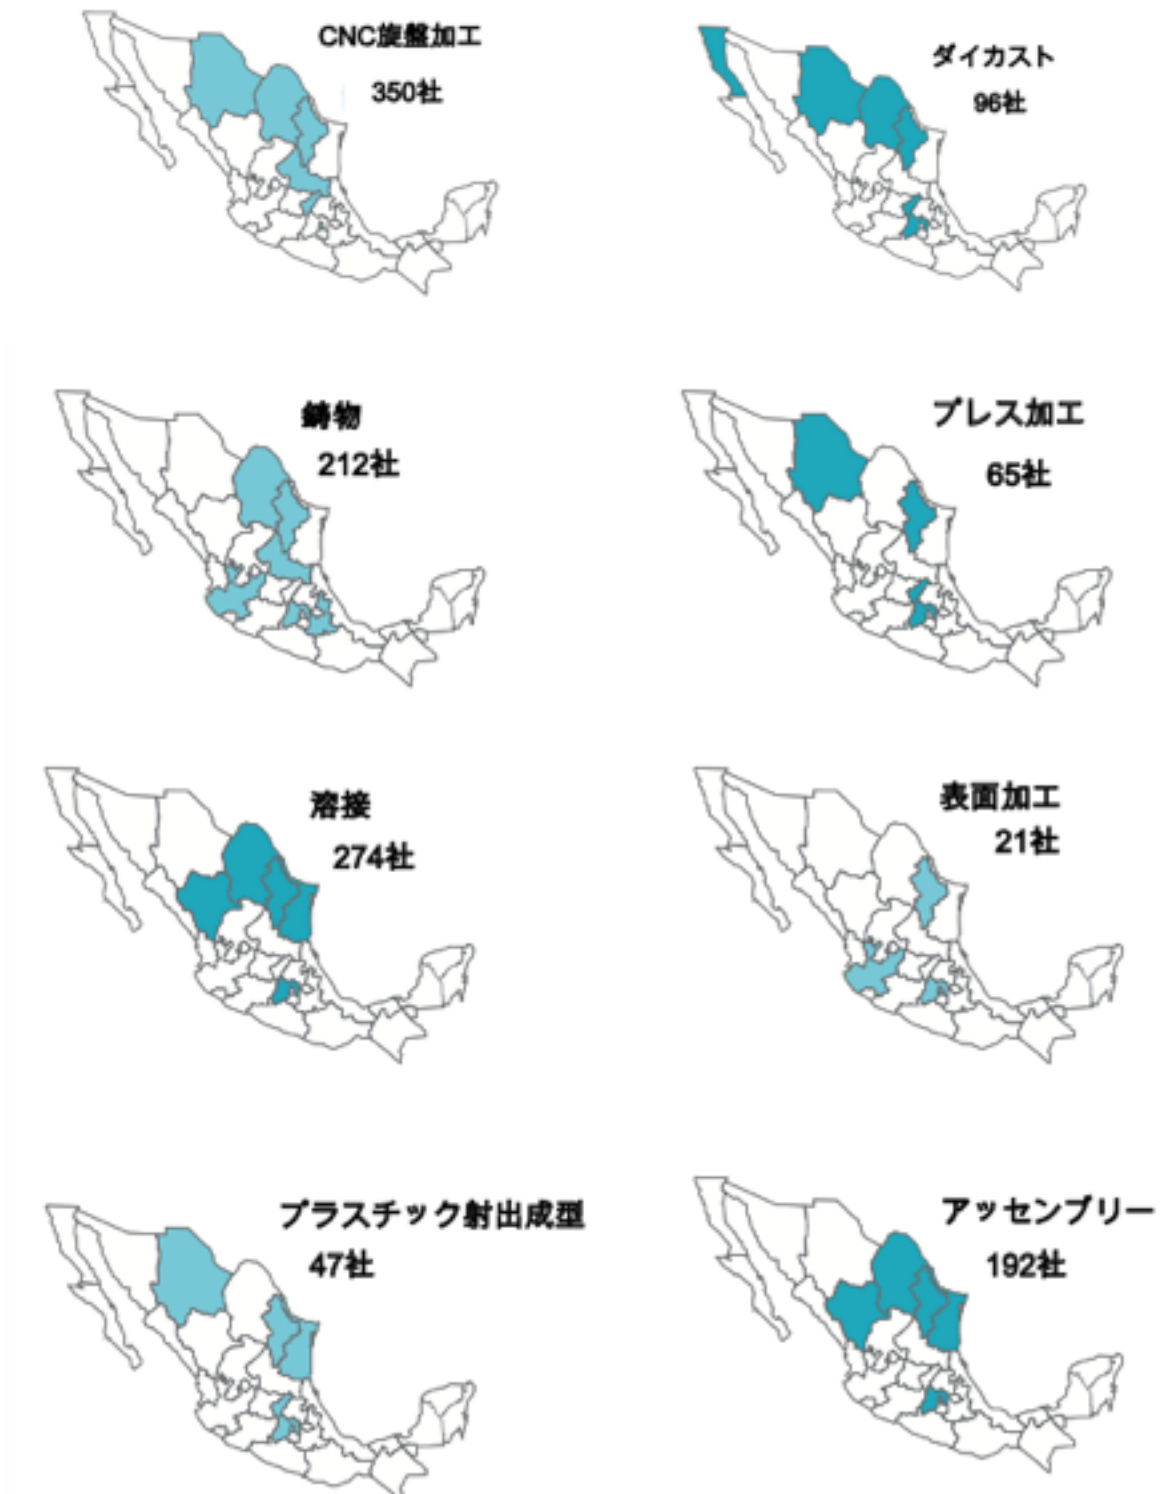 CNC旋盤加工
350社
ダイカスト
96社
鋳物
212社
プレス加工
65社
溶接
274社
表面加工
21社
プラスチック射出成型
47社
アッセンブリー
192社